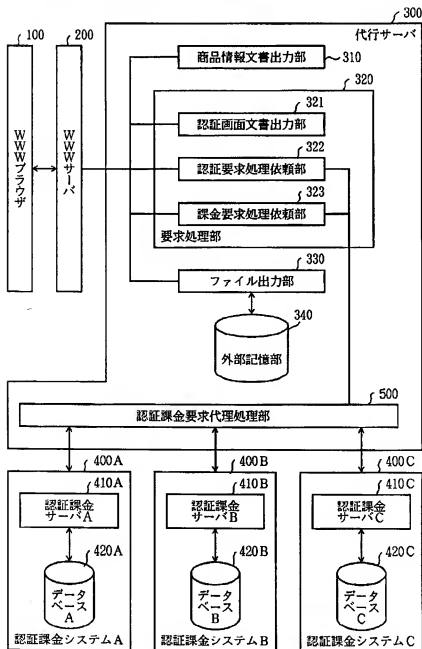 300
代行サーバ
100
200
WWWブラウザ
WWWサーバ
商品情報文書出力部
310
320
321
認証画面文書出力部
322
認証要求処理依頼部
323
課金要求処理依頼部
要求処理部
330
ファイル出力部
340
外部記憶部
500
認証課金要求代理処理部
400A
410A
認証課金
サーバA
420A
データ
ベース
A
認証課金システムA
400B
410B
認証課金
サーバB
420B
データ
ベース
B
認証課金システムB
400C
410C
認証課金
サーバC
420C
データ
ベース
C
認証課金システムC